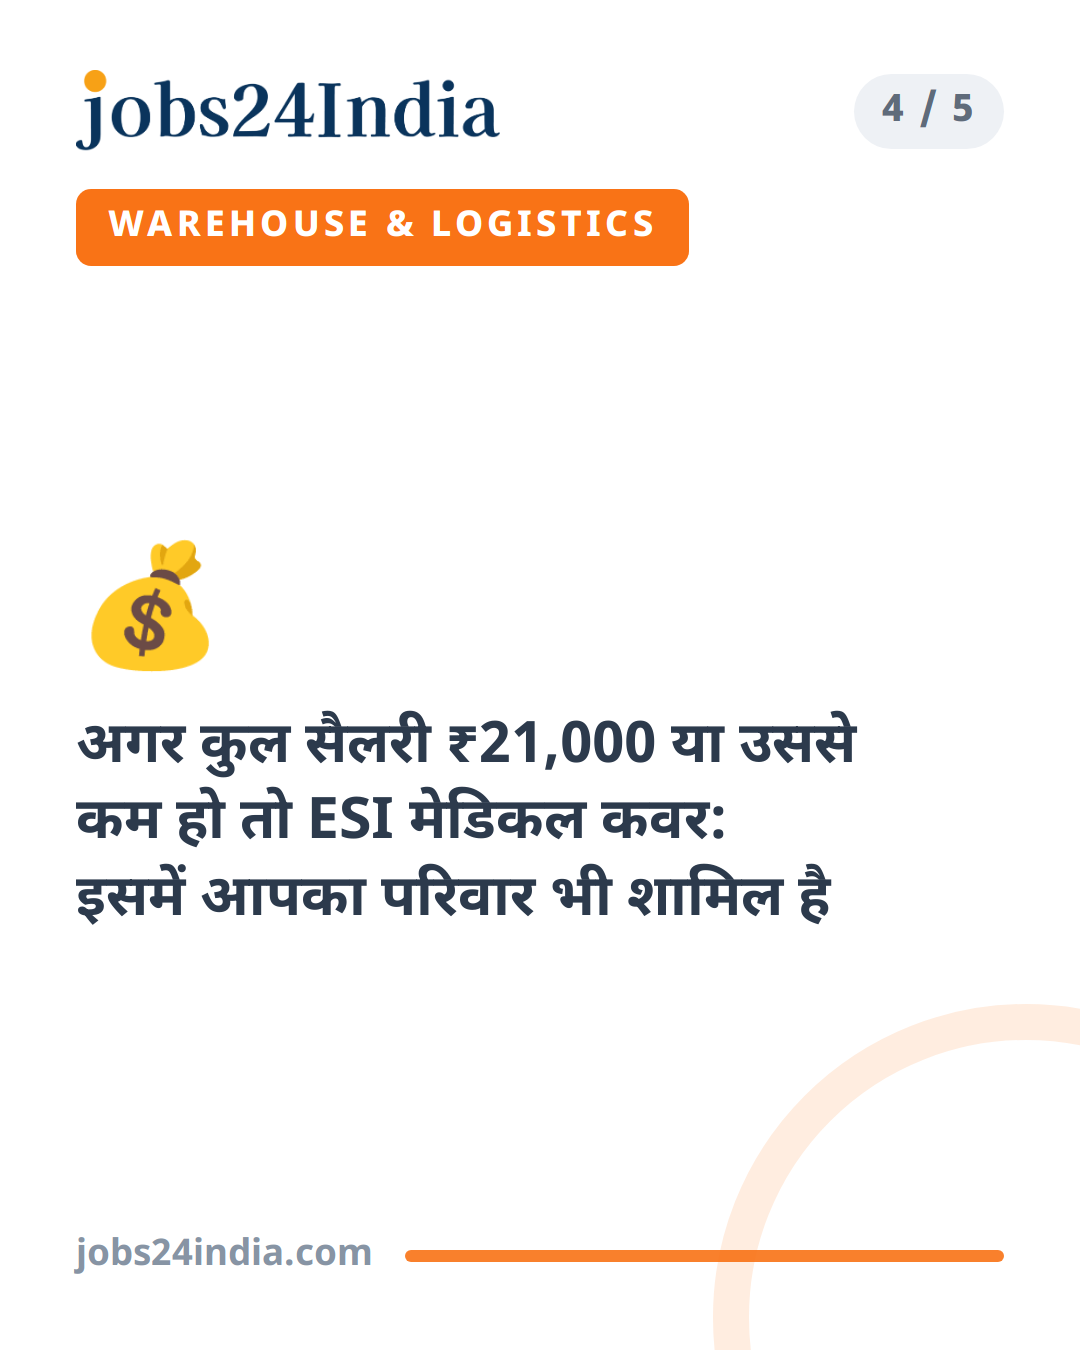 jobs24India
4 / 5
WAREHOUSE & LOGISTICS
अगर कुल सैलरी ₹21,000 या उससे
कम हो तो ESI मेडिकल कवर:
इसमें आपका परिवार भी शामिल है
jobs24india.com